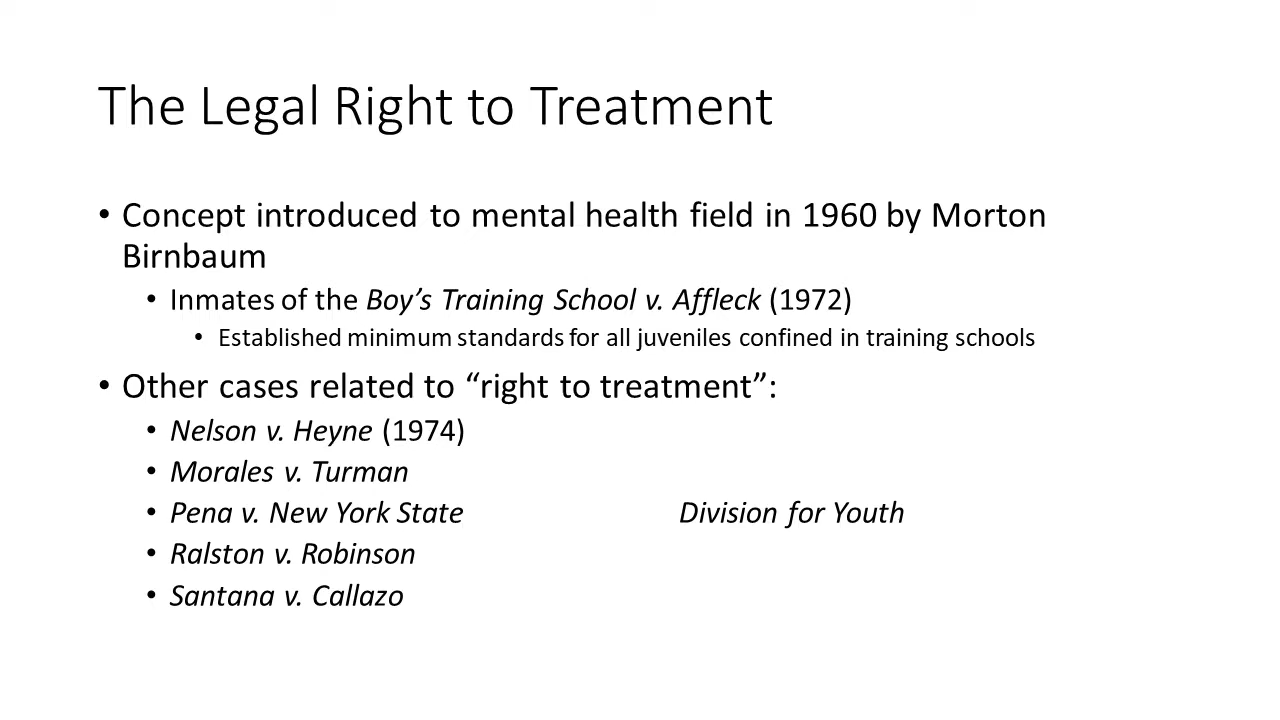 The Legal Right to Treatment
• Concept introduced to mental health field in 1960 by Morton
Birnbaum
• Inmates of the Boy’s Training School v. Affleck (1972)
• Established minimum standards for all juveniles confined in training schools
• Other cases related to “right to treatment”:
• Nelson v. Heyne (1974)
• Morales v. Turman
• Pena v. New York State Division for Youth
• Ralston v. Robinson
• Santana v. Callazo